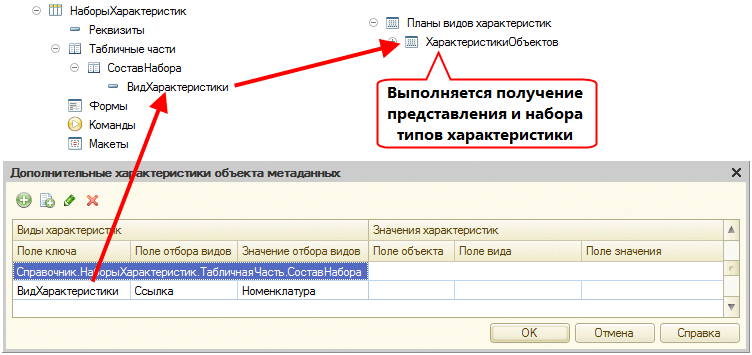 НаборыХарактеристик
Реквизиты
Табличные части
СоставНабора
ВидХарактеристики
Формы
Команды
Макеты
Планы видов характеристик
ХарактеристикиОбъектов
Выполняется получение
представления и набора
типов характеристики
Дополнительные характеристики объекта метаданных
Виды характеристик Значения характеристик
Поле ключа Поле отбора видов Значение отбора видов Поле объекта Поле вида Поле значения
Справочник.НаборыХарактеристик.ТабличнаяЧасть.СоставНабора
ВидХарактеристики Ссылка Номенклатура
OK Отмена Справка